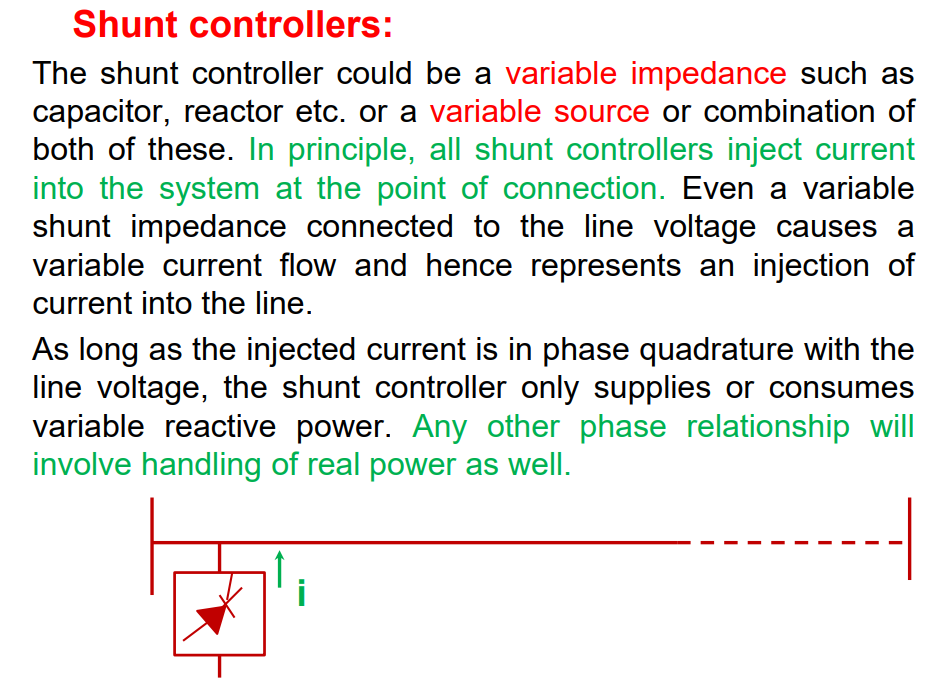 Shunt controllers:
The shunt controller could be a variable impedance such as
capacitor, reactor etc. or a variable source or combination of
both of these. In principle, all shunt controllers inject current
into the system at the point of connection. Even a variable
shunt impedance connected to the line voltage causes a
variable current flow and hence represents an injection of
current into the line.
As long as the injected current is in phase quadrature with the
line voltage, the shunt controller only supplies or consumes
variable reactive power. Any other phase relationship will
involve handling of real power as well.
i